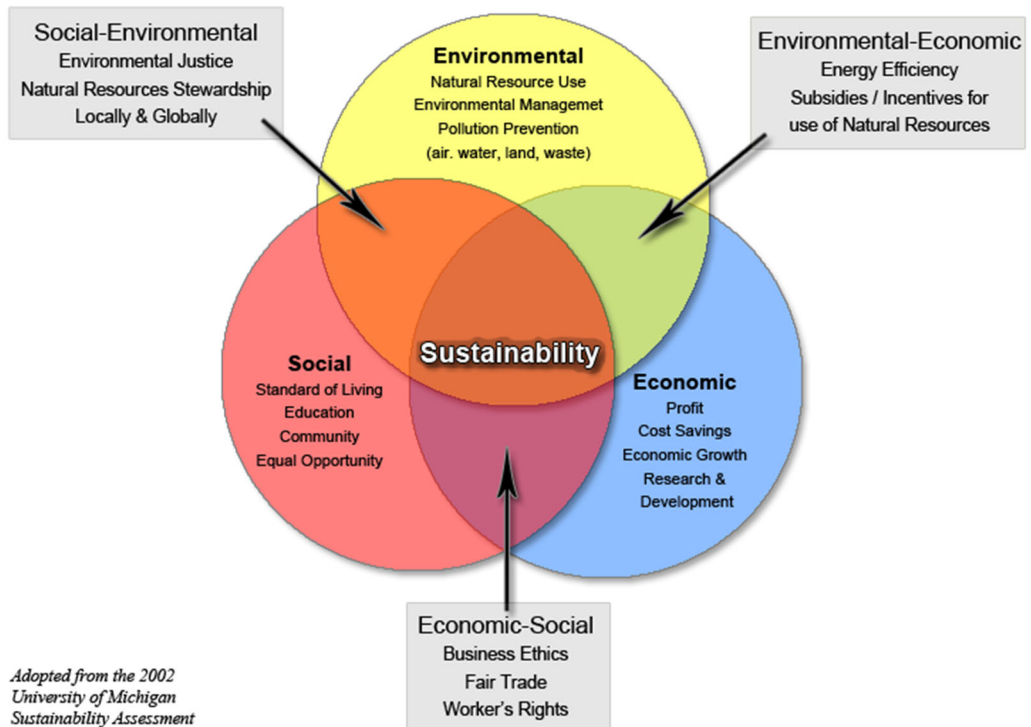 Social-Environmental
Environmental Justice
Natural Resources Stewardship
Locally & Globally
Environmental
Natural Resource Use
Environmental Managemet
Pollution Prevention
(air. water, land, waste)
Environmental-Economic
Energy Efficiency
Subsidies / Incentives for
use of Natural Resources
Sustainability
Social
Standard of Living
Education
Community
Equal Opportunity
Economic
Profit
Cost Savings
Economic Growth
Research &
Development
Economic-Social
Business Ethics
Fair Trade
Worker's Rights
Adopted from the 2002
University of Michigan
Sustainability Assessment